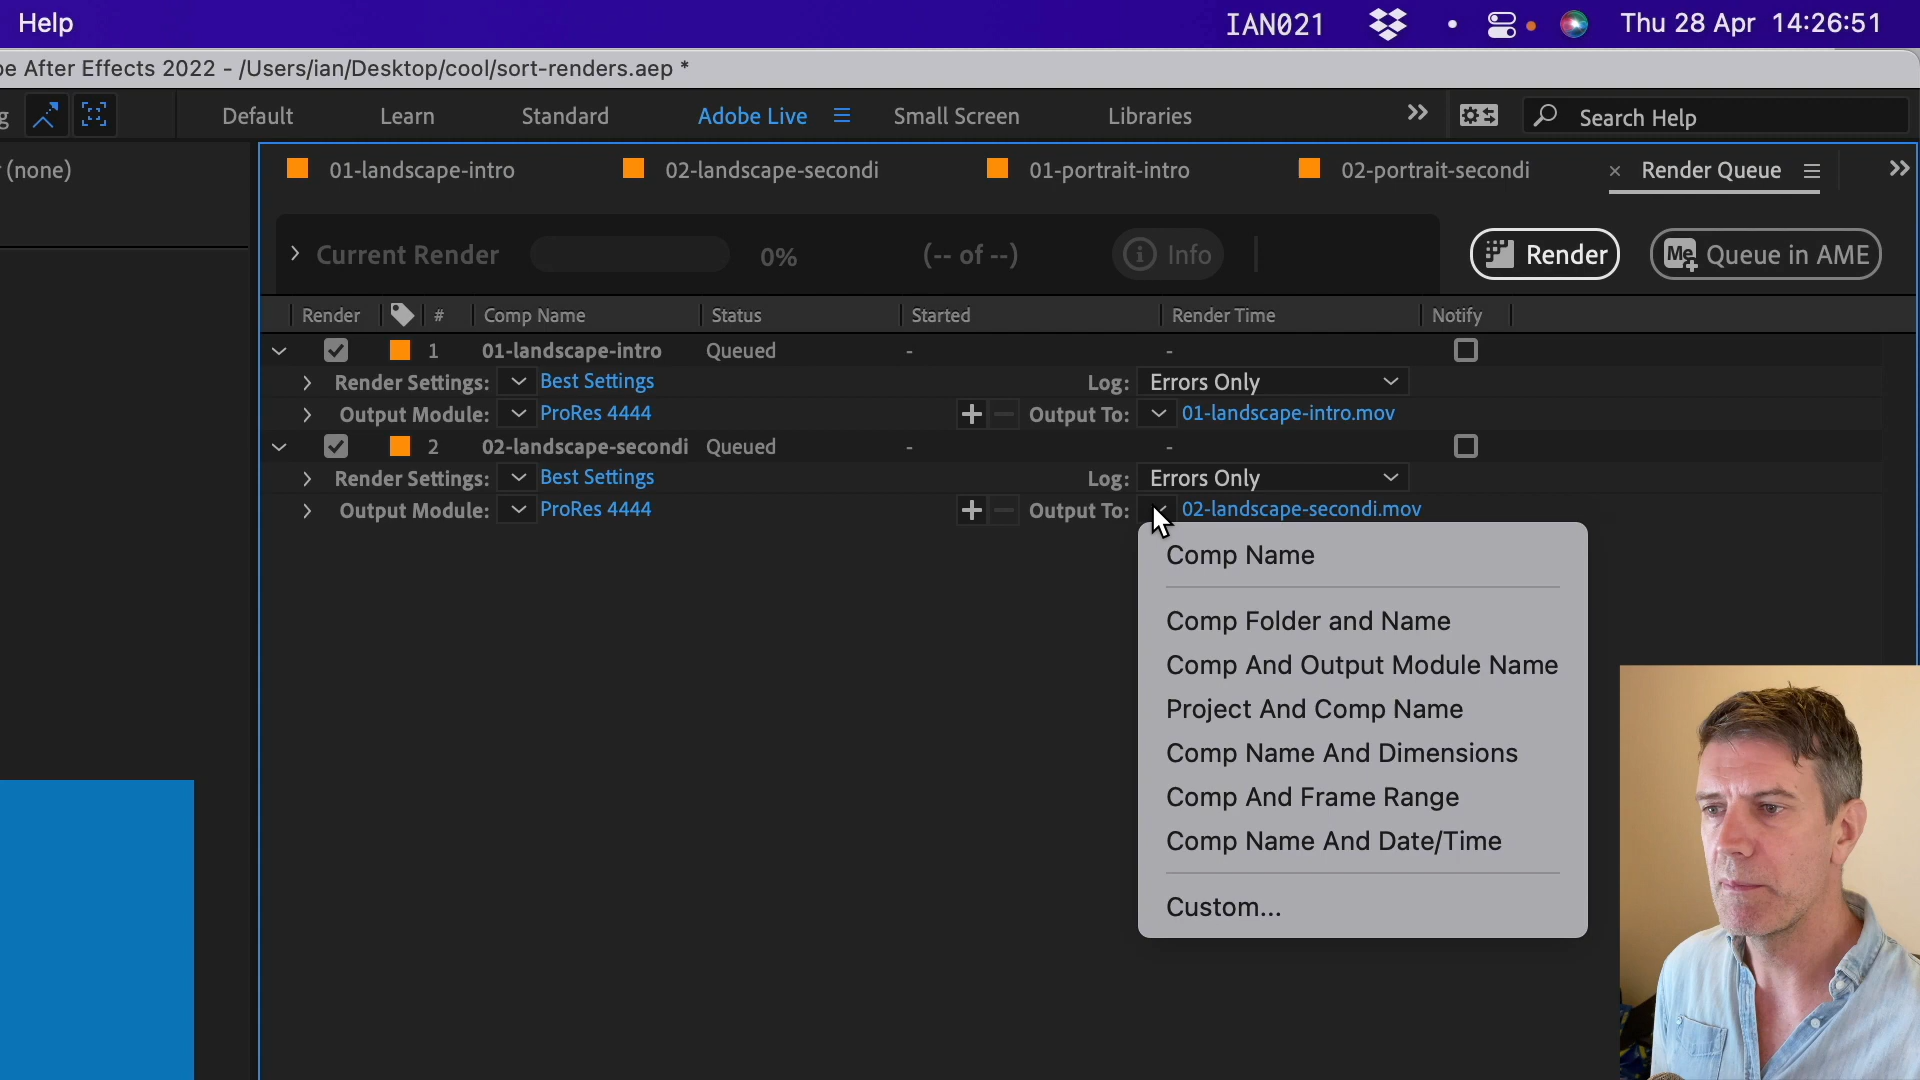 Help
IAN021
Thu 28 Apr 14:26:51
be After Effects 2022 - /Users/ian/Desktop/cool/sort-renders.aep *
g
Default
Learn
Standard
Adobe Live
Small Screen
Libraries
Search Help
r (none)
01-landscape-intro
02-landscape-secondi
01-portrait-intro
02-portrait-secondi
Render Queue
Current Render
0%
(-- of --)
Info
Render
Me Queue in AME
Render # Comp Name Status Started Render Time Notify
1 01-landscape-intro Queued - -
Render Settings: Best Settings Log: Errors Only
Output Module: ProRes 4444 Output To: 01-landscape-intro.mov
2 02-landscape-secondi Queued - -
Render Settings: Best Settings Log: Errors Only
Output Module: ProRes 4444 Output To: 02-landscape-secondi.mov
Comp Name
Comp Folder and Name
Comp And Output Module Name
Project And Comp Name
Comp Name And Dimensions
Comp And Frame Range
Comp Name And Date/Time
Custom...